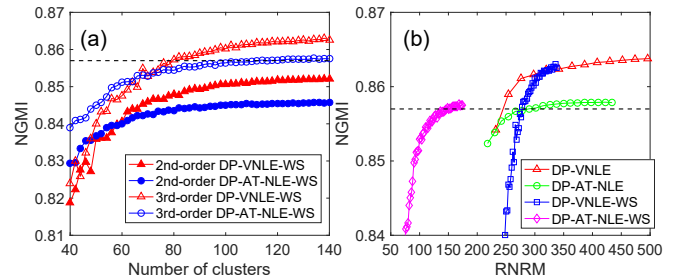 (a)
NGMI
0.87
0.86
0.85
0.84
0.83
0.82
0.81
2nd-order DP-VNLE-WS
2nd-order DP-AT-NLE-WS
3rd-order DP-VNLE-WS
3rd-order DP-AT-NLE-WS
40 60 80 100 120 140
Number of clusters
(b)
NGMI
0.87
0.86
0.85
0.84
DP-VNLE
DP-AT-NLE
DP-VNLE-WS
DP-AT-NLE-WS
50 100 150 200 250 300 350 400 450 500
RNRM